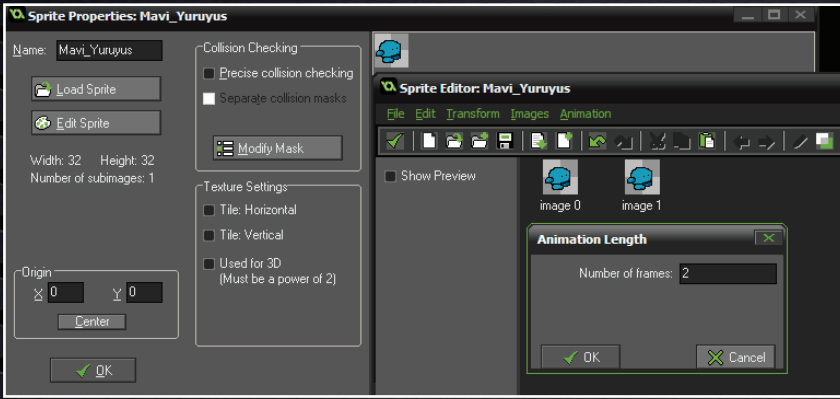 Sprite Properties: Mavi_Yuruyus
Name: Mavi_Yuruyus
Load Sprite
Edit Sprite
Width: 32 Height: 32
Number of subimages: 1
Origin
X 0 Y 0
Center
OK
Collision Checking
Precise collision checking
Separate collision masks
Modify Mask
Texture Settings
Tile: Horizontal
Tile: Vertical
Used for 3D
(Must be a power of 2)
Sprite Editor: Mavi_Yuruyus
File Edit Transform Images Animation
Show Preview
image 0 image 1
Animation Length
Number of frames: 2
OK Cancel